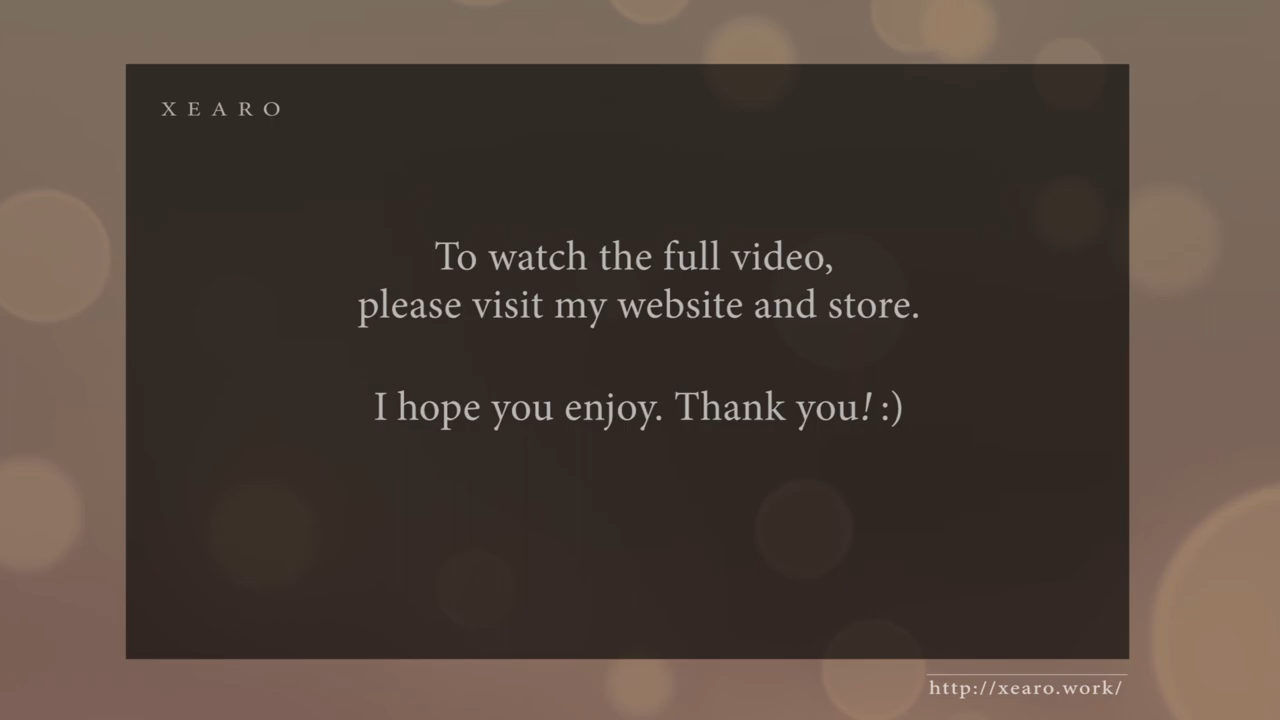 XEARO
To watch the full video,
please visit my website and store.
I hope you enjoy. Thank you! :)
http://xearo.work/